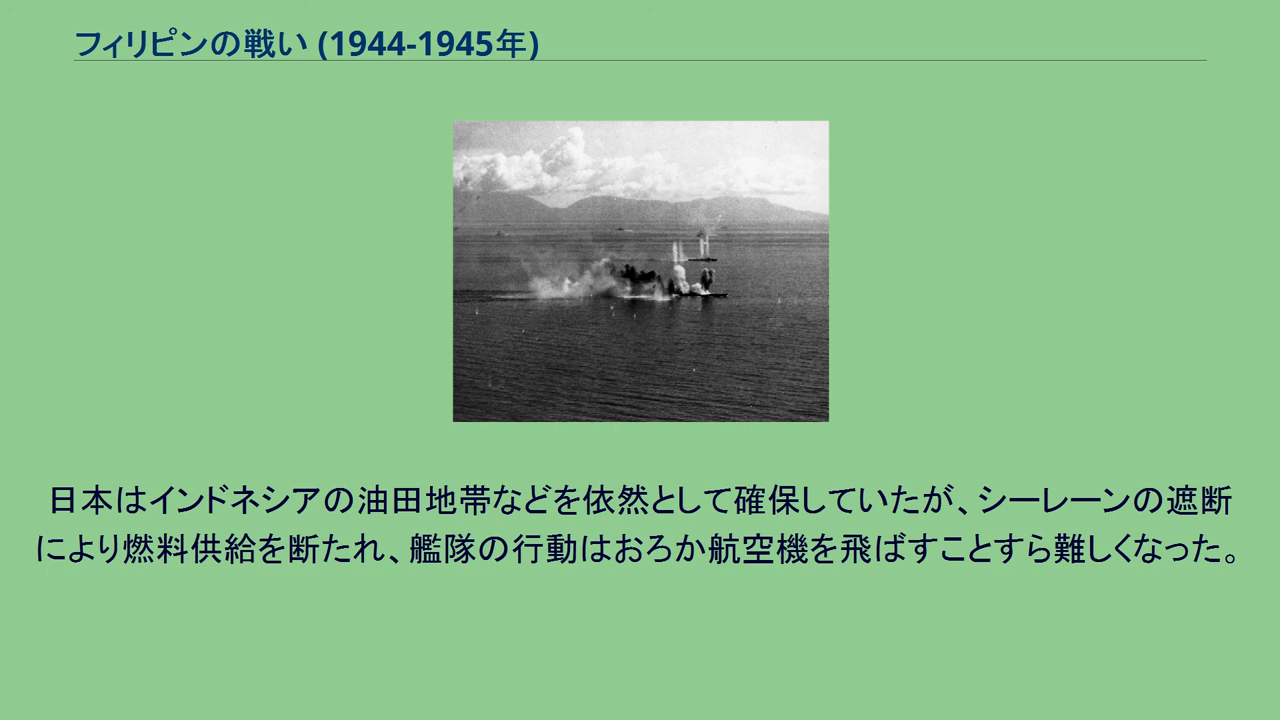 フィリピンの戦い (1944-1945年)
日本はインドネシアの油田地帯などを依然として確保していたが、シーレーンの遮断
により燃料供給を断たれ、艦隊の行動はおろか航空機を飛ばすことすら難しくなった。